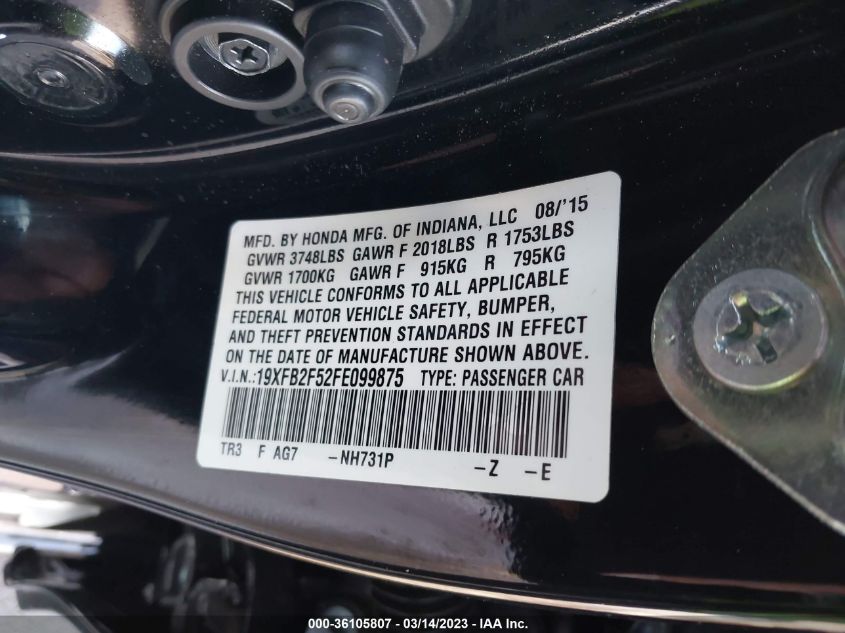 MFD. BY HONDA MFG. OF INDIANA, LLC 08/'15
GVWR 3748LBS GAWR F 2018LBS R 1753LBS
GVWR 1700KG GAWR F 915KG R 795KG
THIS VEHICLE CONFORMS TO ALL APPLICABLE
FEDERAL MOTOR VEHICLE SAFETY, BUMPER,
AND THEFT PREVENTION STANDARDS IN EFFECT
ON THE DATE OF MANUFACTURE SHOWN ABOVE.
V.I.N.:19XFB2F52FE099875 TYPE: PASSENGER CAR
TR3 F AG7 -NH731P -Z -E
000-36105807 - 03/14/2023 - IAA Inc.